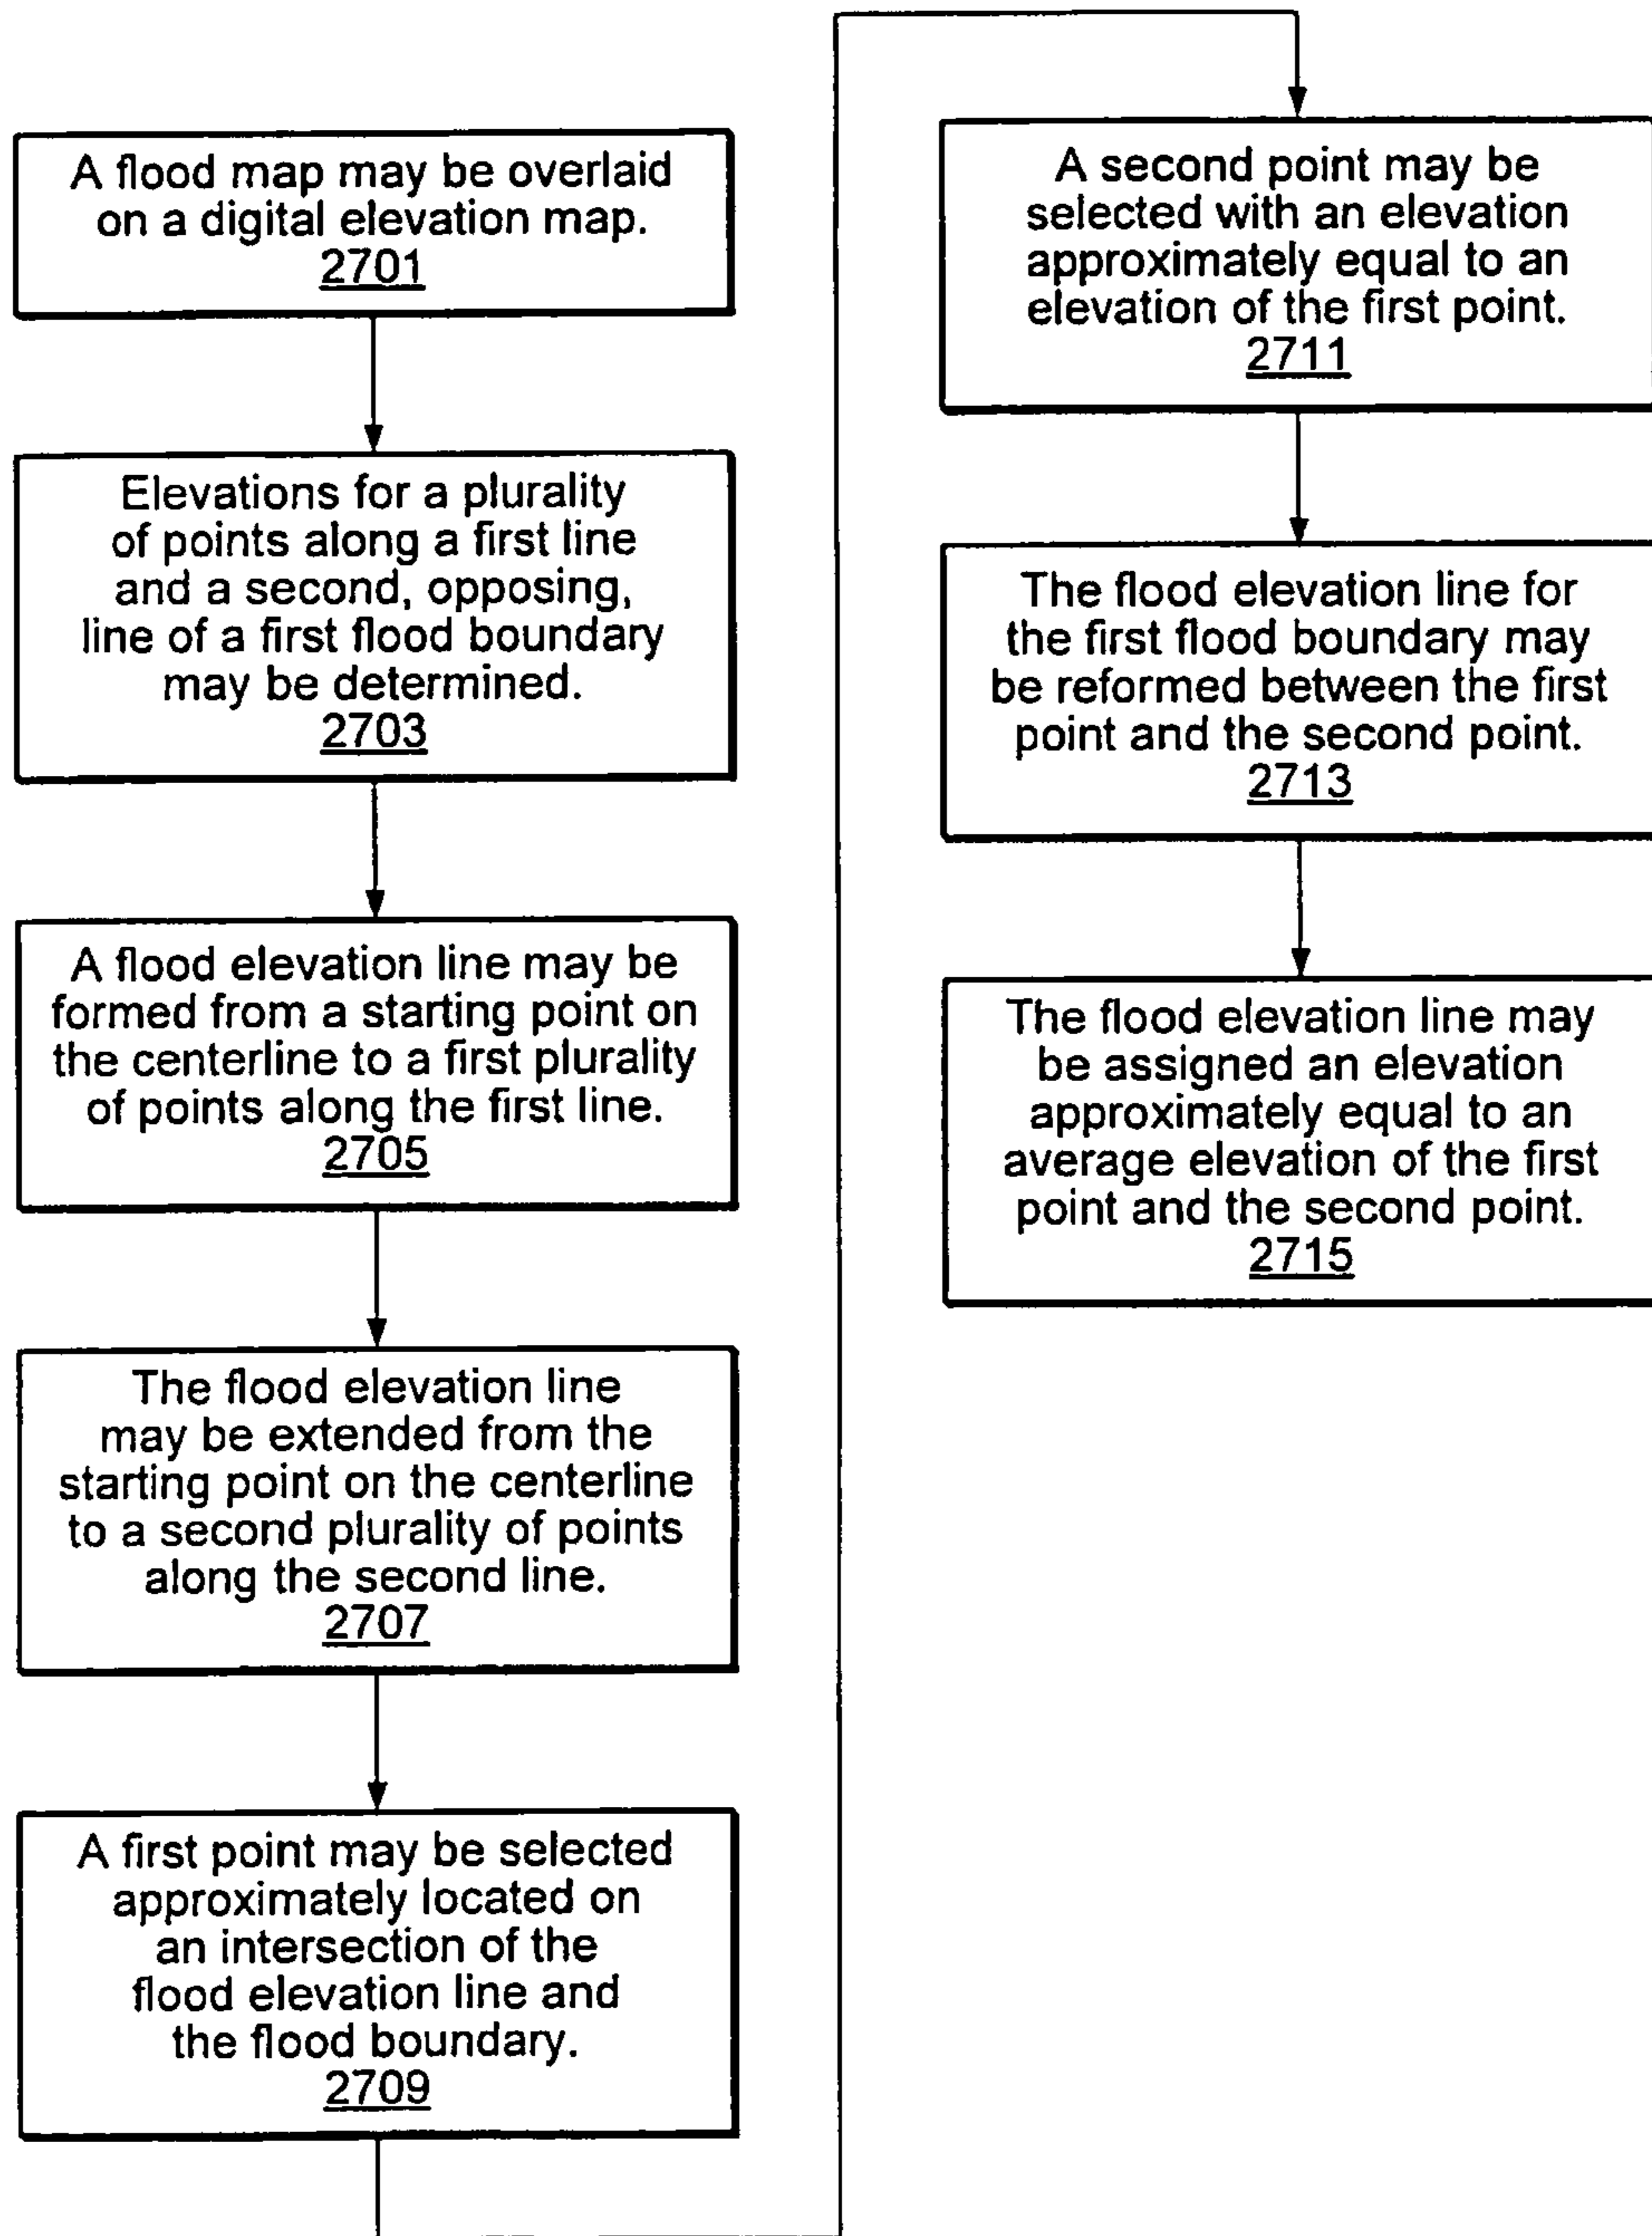 A flood map may be overlaid
on a digital elevation map.
2701
Elevations for a plurality
of points along a first line
and a second, opposing,
line of a first flood boundary
may be determined.
2703
A flood elevation line may be
formed from a starting point on
the centerline to a first plurality
of points along the first line.
2705
The flood elevation line
may be extended from the
starting point on the centerline
to a second plurality of points
along the second line.
2707
A first point may be selected
approximately located on
an intersection of the
flood elevation line and
the flood boundary.
2709
A second point may be
selected with an elevation
approximately equal to an
elevation of the first point.
2711
The flood elevation line for
the first flood boundary may
be reformed between the first
point and the second point.
2713
The flood elevation line may
be assigned an elevation
approximately equal to an
average elevation of the first
point and the second point.
2715